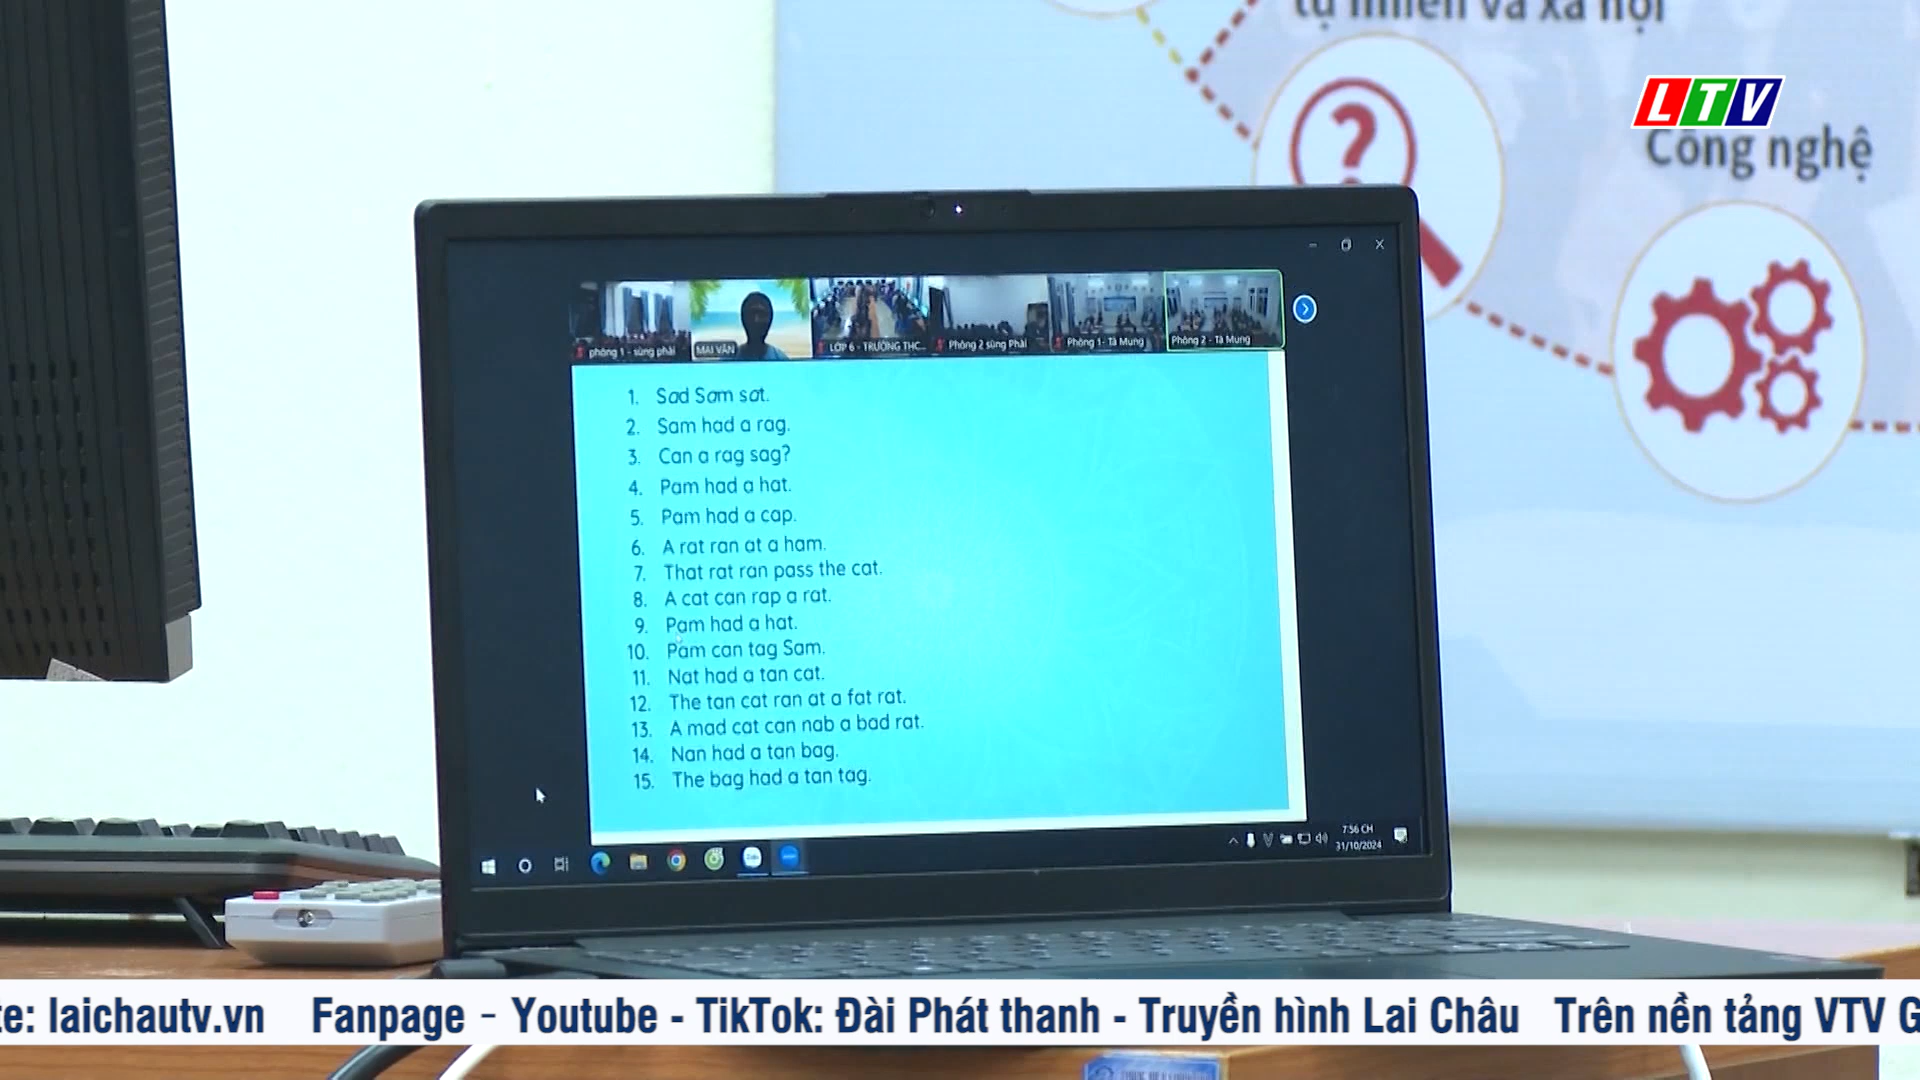 tự nhiên và xã hội
LTV
Công nghệ
phòng 1 - sùng phài
MAI VÂN
LỚP 6 - TRƯỜNG THC...
Phòng 2 sùng Phài
Phòng 1- Tà Mung
Phòng 2 - Tà Mung
1. Sad Sam sat.
2. Sam had a rag.
3. Can a rag sag?
4. Pam had a hat.
5. Pam had a cap.
6. A rat ran at a ham.
7. That rat ran pass the cat.
8. A cat can rap a rat.
9. Pam had a hat.
10. Pam can tag Sam.
11. Nat had a tan cat.
12. The tan cat ran at a fat rat.
13. A mad cat can nab a bad rat.
14. Nan had a tan bag.
15. The bag had a tan tag.
7:56 CH
31/10/2024
te: laichautv.vn Fanpage - Youtube - TikTok: Đài Phát thanh - Truyền hình Lai Châu Trên nền tảng VTV G